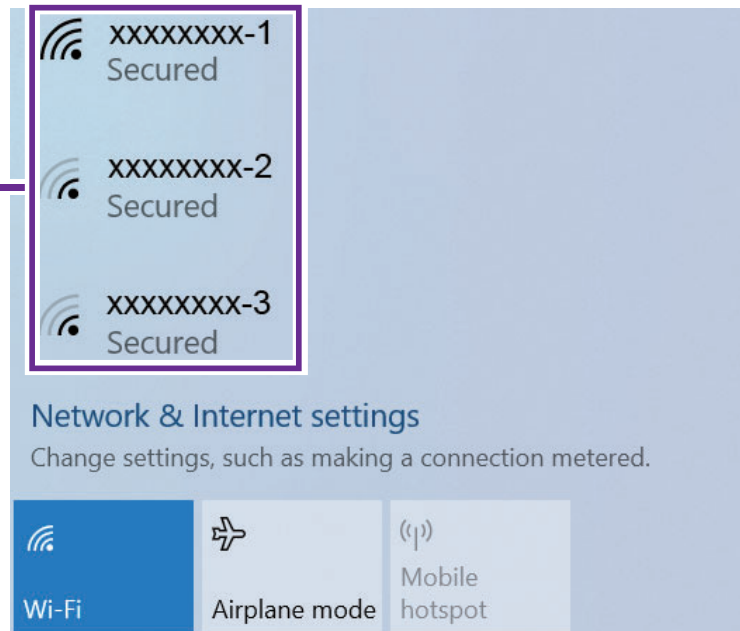 xxxxxxxx-1
Secured
xxxxxxxx-2
Secured
xxxxxxxx-3
Secured
Network & Internet settings
Change settings, such as making a connection metered.
Wi-Fi
Airplane mode
Mobile
hotspot